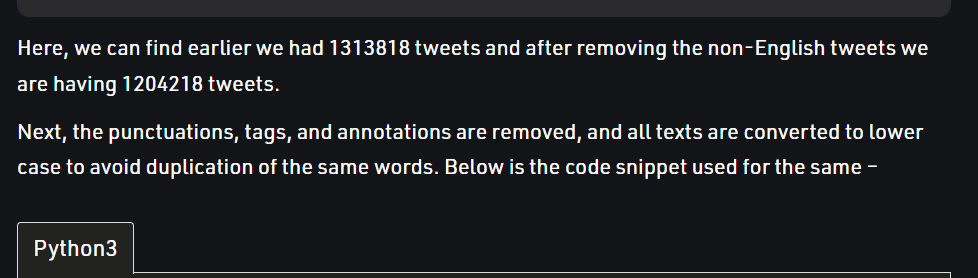 Here, we can find earlier we had 1313818 tweets and after removing the non-English tweets we
are having 1204218 tweets.
Next, the punctuations, tags, and annotations are removed, and all texts are converted to lower
case to avoid duplication of the same words. Below is the code snippet used for the same –
Python3